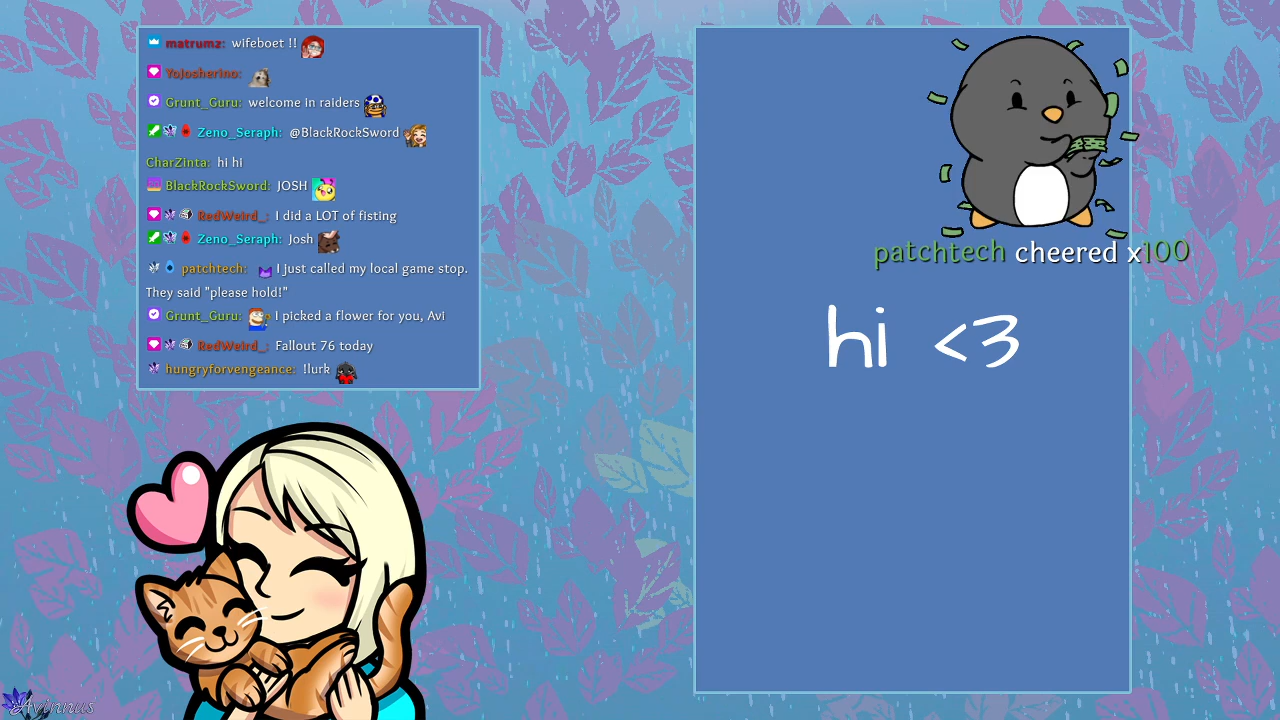 matrumz: wifeboet !!
YoJosherino:
Grunt_Guru: welcome in raiders
Zeno_Seraph: @BlackRockSword
CharZinta: hi hi
BlackRockSword: JOSH
RedWeird_: I did a LOT of fisting
Zeno_Seraph: Josh
patchtech: I just called my local game stop.
They said "please hold!"
Grunt_Guru: I picked a flower for you, Avi
RedWeird_: Fallout 76 today
hungryforvengeance: !lurk
patchtech cheered x100
hi <3
Avinnus